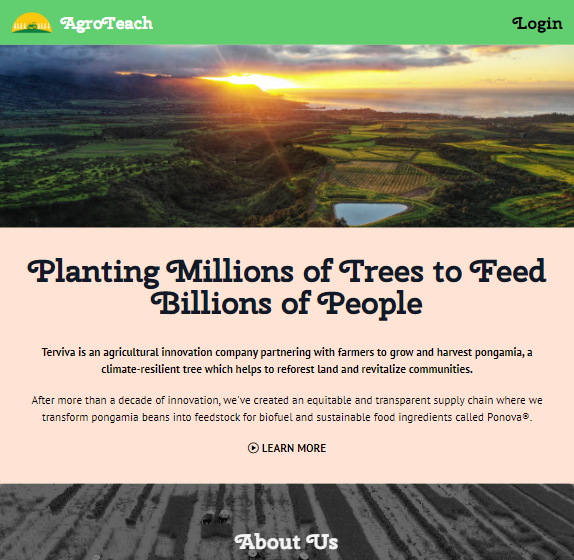 AgroTeach
Login
Planting Millions of Trees to Feed
Billions of People
Terviva is an agricultural innovation company partnering with farmers to grow and harvest pongamia, a
climate-resilient tree which helps to reforest land and revitalize communities.
After more than a decade of innovation, we've created an equitable and transparent supply chain where we
transform pongamia beans into feedstock for biofuel and sustainable food ingredients called Ponova®.
LEARN MORE
About Us